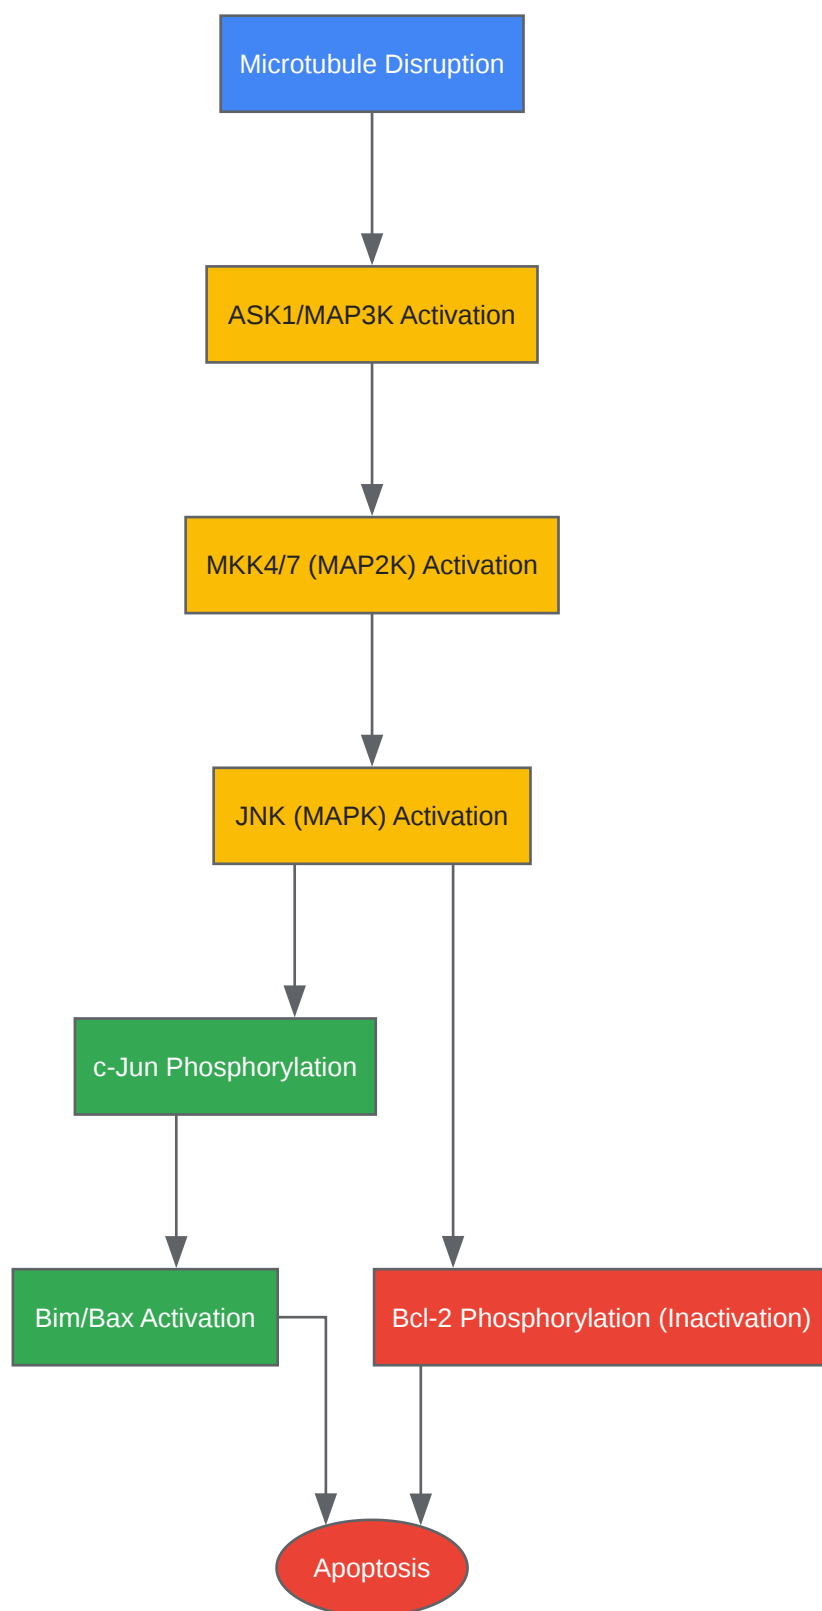 Microtubule Disruption
ASK1/MAP3K Activation
MKK4/7 (MAP2K) Activation
JNK (MAPK) Activation
c-Jun Phosphorylation
Bim/Bax Activation
Bcl-2 Phosphorylation (Inactivation)
Apoptosis